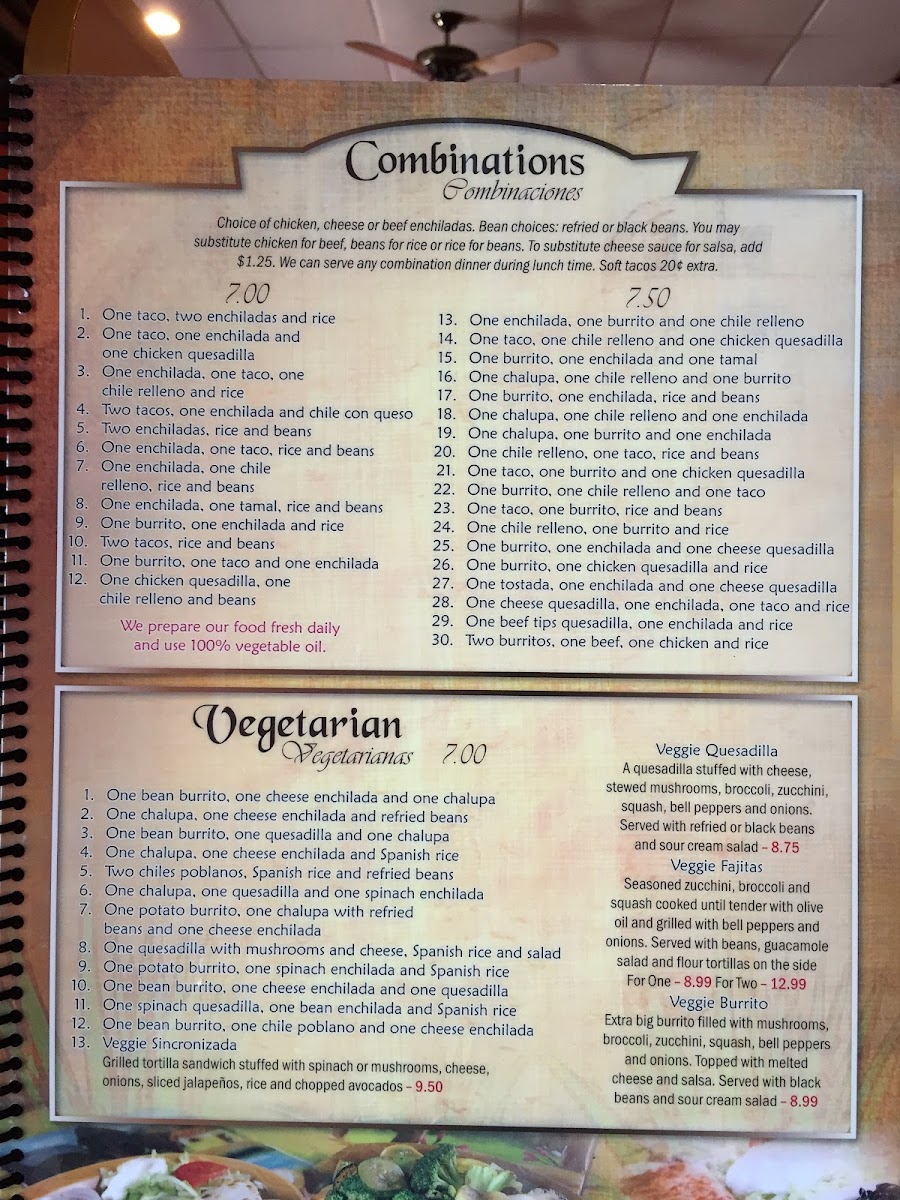 Combinations
Combinaciones
Choice of chicken, cheese or beef enchiladas. Bean choices: refried or black beans. You may
substitute chicken for beef, beans for rice or rice for beans. To substitute cheese sauce for salsa, add
$1.25. We can serve any combination dinner during lunch time. Soft tacos 20¢ extra.
7.00
1. One taco, two enchiladas and rice
2. One taco, one enchilada and
one chicken quesadilla
3. One enchilada, one taco, one
chile relleno and rice
4. Two tacos, one enchilada and chile con queso
5. Two enchiladas, rice and beans
6. One enchilada, one taco, rice and beans
7. One enchilada, one chile
relleno, rice and beans
8. One enchilada, one tamal, rice and beans
9. One burrito, one enchilada and rice
10. Two tacos, rice and beans
11. One burrito, one taco and one enchilada
12. One chicken quesadilla, one
chile relleno and beans
We prepare our food fresh daily
and use 100% vegetable oil.
7.50
13. One enchilada, one burrito and one chile relleno
14. One taco, one chile relleno and one chicken quesadilla
15. One burrito, one enchilada and one tamal
16. One chalupa, one chile relleno and one burrito
17. One burrito, one enchilada, rice and beans
18. One chalupa, one chile relleno and one enchilada
19. One chalupa, one burrito and one enchilada
20. One chile relleno, one taco, rice and beans
21. One taco, one burrito and one chicken quesadilla
22. One burrito, one chile relleno and one taco
23. One taco, one burrito, rice and beans
24. One chile relleno, one burrito and rice
25. One burrito, one enchilada and one cheese quesadilla
26. One burrito, one chicken quesadilla and rice
27. One tostada, one enchilada and one cheese quesadilla
28. One cheese quesadilla, one enchilada, one taco and rice
29. One beef tips quesadilla, one enchilada and rice
30. Two burritos, one beef, one chicken and rice
Vegetarian
Vegetarianas 7.00
1. One bean burrito, one cheese enchilada and one chalupa
2. One chalupa, one cheese enchilada and refried beans
3. One bean burrito, one quesadilla and one chalupa
4. One chalupa, one cheese enchilada and Spanish rice
5. Two chiles poblanos, Spanish rice and refried beans
6. One chalupa, one quesadilla and one spinach enchilada
7. One potato burrito, one chalupa with refried
beans and one cheese enchilada
8. One quesadilla with mushrooms and cheese, Spanish rice and salad
9. One potato burrito, one spinach enchilada and Spanish rice
10. One bean burrito, one cheese enchilada and one quesadilla
11. One spinach quesadilla, one bean enchilada and Spanish rice
12. One bean burrito, one chile poblano and one cheese enchilada
13. Veggie Sincronizada
Grilled tortilla sandwich stuffed with spinach or mushrooms, cheese,
onions, sliced jalapeños, rice and chopped avocados – 9.50
Veggie Quesadilla
A quesadilla stuffed with cheese,
stewed mushrooms, broccoli, zucchini,
squash, bell peppers and onions.
Served with refried or black beans
and sour cream salad – 8.75
Veggie Fajitas
Seasoned zucchini, broccoli and
squash cooked until tender with olive
oil and grilled with bell peppers and
onions. Served with beans, guacamole
salad and flour tortillas on the side
For One – 8.99 For Two – 12.99
Veggie Burrito
Extra big burrito filled with mushrooms,
broccoli, zucchini, squash, bell peppers
and onions. Topped with melted
cheese and salsa. Served with black
beans and sour cream salad – 8.99